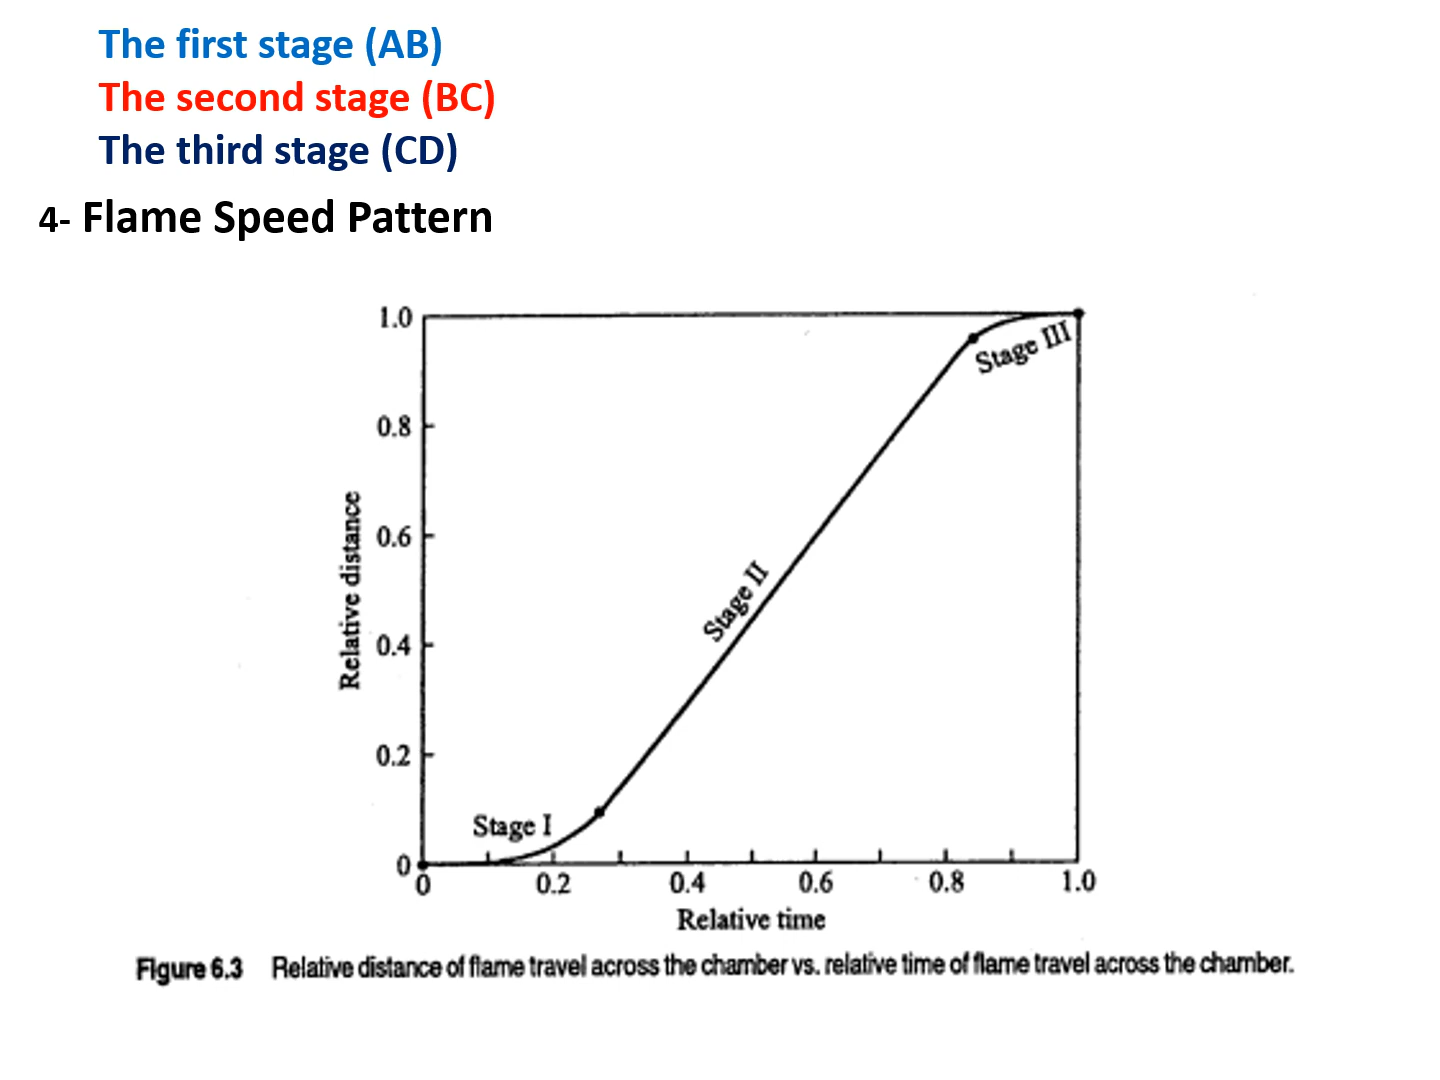 The first stage (AB)
The second stage (BC)
The third stage (CD)
4- Flame Speed Pattern
1.0
0.8
0.6
0.4
0.2
0
Relative distance
Stage I
Stage II
Stage III
0 0.2 0.4 0.6 0.8 1.0
Relative time
Figure 6.3 Relative distance of flame travel across the chamber vs. relative time of flame travel across the chamber.